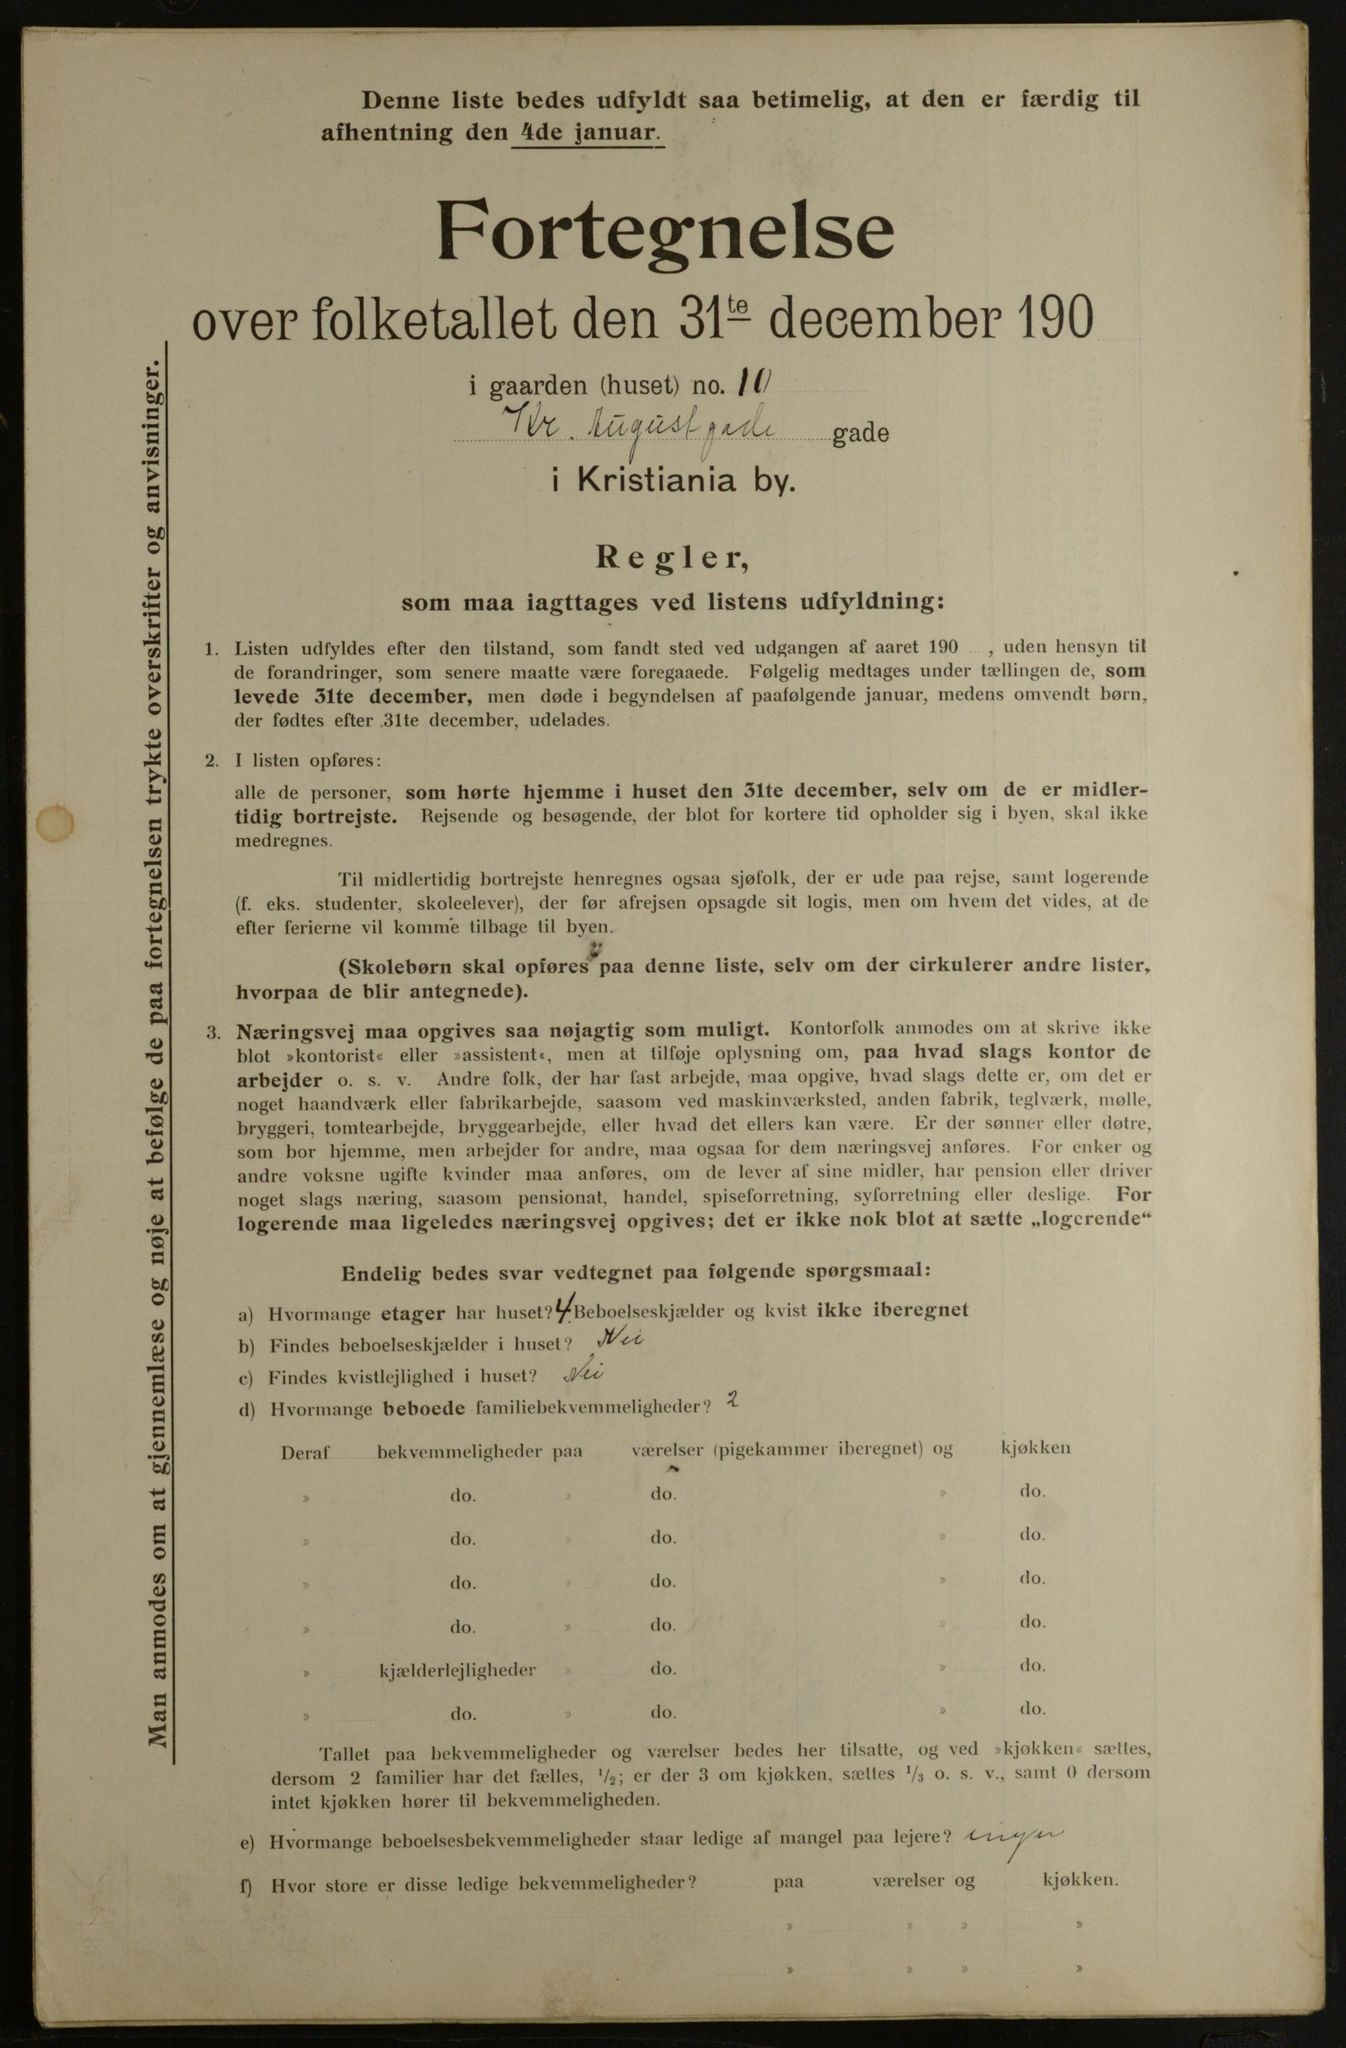 Denne liste bedes udfyldt saa betimelig, at den er færdig til
afhentning den 4de januar.
Fortegnelse
over folketallet den 31te december 190
i gaarden (huset) no. 10
Kr. Augustgade gade
i Kristiania by.
Regler,
som maa iagttages ved listens udfyldning:
1. Listen udfyldes efter den tilstand, som fandt sted ved udgangen af aaret 190 , uden hensyn til
de forandringer, som senere maatte være foregaaede. Følgelig medtages under tællingen de, som
levede 31te december, men døde i begyndelsen af paafølgende januar, medens omvendt børn,
der fødtes efter 31te december, udelades.
2. I listen opføres:
alle de personer, som hørte hjemme i huset den 31te december, selv om de er midler-
tidig bortrejste. Rejsende og besøgende, der blot for kortere tid opholder sig i byen, skal ikke
medregnes.
Til midlertidig bortrejste henregnes ogsaa sjøfolk, der er ude paa rejse, samt logerende
(f. eks. studenter, skoleelever), der før afrejsen opsagde sit logis, men om hvem det vides, at de
efter ferierne vil komme tilbage til byen.
(Skolebørn skal opføres paa denne liste, selv om der cirkulerer andre lister,
hvorpaa de blir antegnede).
3. Næringsvej maa opgives saa nøjagtig som muligt. Kontorfolk anmodes om at skrive ikke
blot »kontorist« eller »assistent«, men at tilføje oplysning om, paa hvad slags kontor de
arbejder o. s. v. Andre folk, der har fast arbejde, maa opgive, hvad slags dette er, om det er
noget haandværk eller fabrikarbejde, saasom ved maskinværksted, anden fabrik, teglværk, mølle,
bryggeri, tomtearbejde, bryggearbejde, eller hvad det ellers kan være. Er der sønner eller døtre,
som bor hjemme, men arbejder for andre, maa ogsaa for dem næringsvej anføres. For enker og
andre voksne ugifte kvinder maa anføres, om de lever af sine midler, har pension eller driver
noget slags næring, saasom pensionat, handel, spiseforretning, syforretning eller deslige. For
logerende maa ligeledes næringsvej opgives; det er ikke nok blot at sætte „logerende“
Endelig bedes svar vedtegnet paa følgende spørgsmaal:
a) Hvormange etager har huset? 4 Beboelseskjælder og kvist ikke iberegnet
b) Findes beboelseskjælder i huset? Nei
c) Findes kvistlejlighed i huset? Nei
d) Hvormange beboede familiebekvemmeligheder? 2
Deraf bekvemmeligheder paa værelser (pigekammer iberegnet) og kjøkken
» do. » do. » do.
» do. » do. » do.
» do. » do. » do.
» do. » do. » do.
» kjælderlejligheder » do. » do.
» do. » do. » do.
Tallet paa bekvemmeligheder og værelser bedes her tilsatte, og ved »kjøkken« sættes,
dersom 2 familier har det fælles, 1/2; er der 3 om kjøkken, sættes 1/3 o. s. v., samt 0 dersom
intet kjøkken hører til bekvemmeligheden.
e) Hvormange beboelsesbekvemmeligheder staar ledige af mangel paa lejere? ingen
f) Hvor store er disse ledige bekvemmeligheder? paa værelser og kjøkken.
» » » »
» » » »
Man anmodes om at gjennemlæse og nøje at befølge de paa fortegnelsen trykte overskrifter og anvisninger.